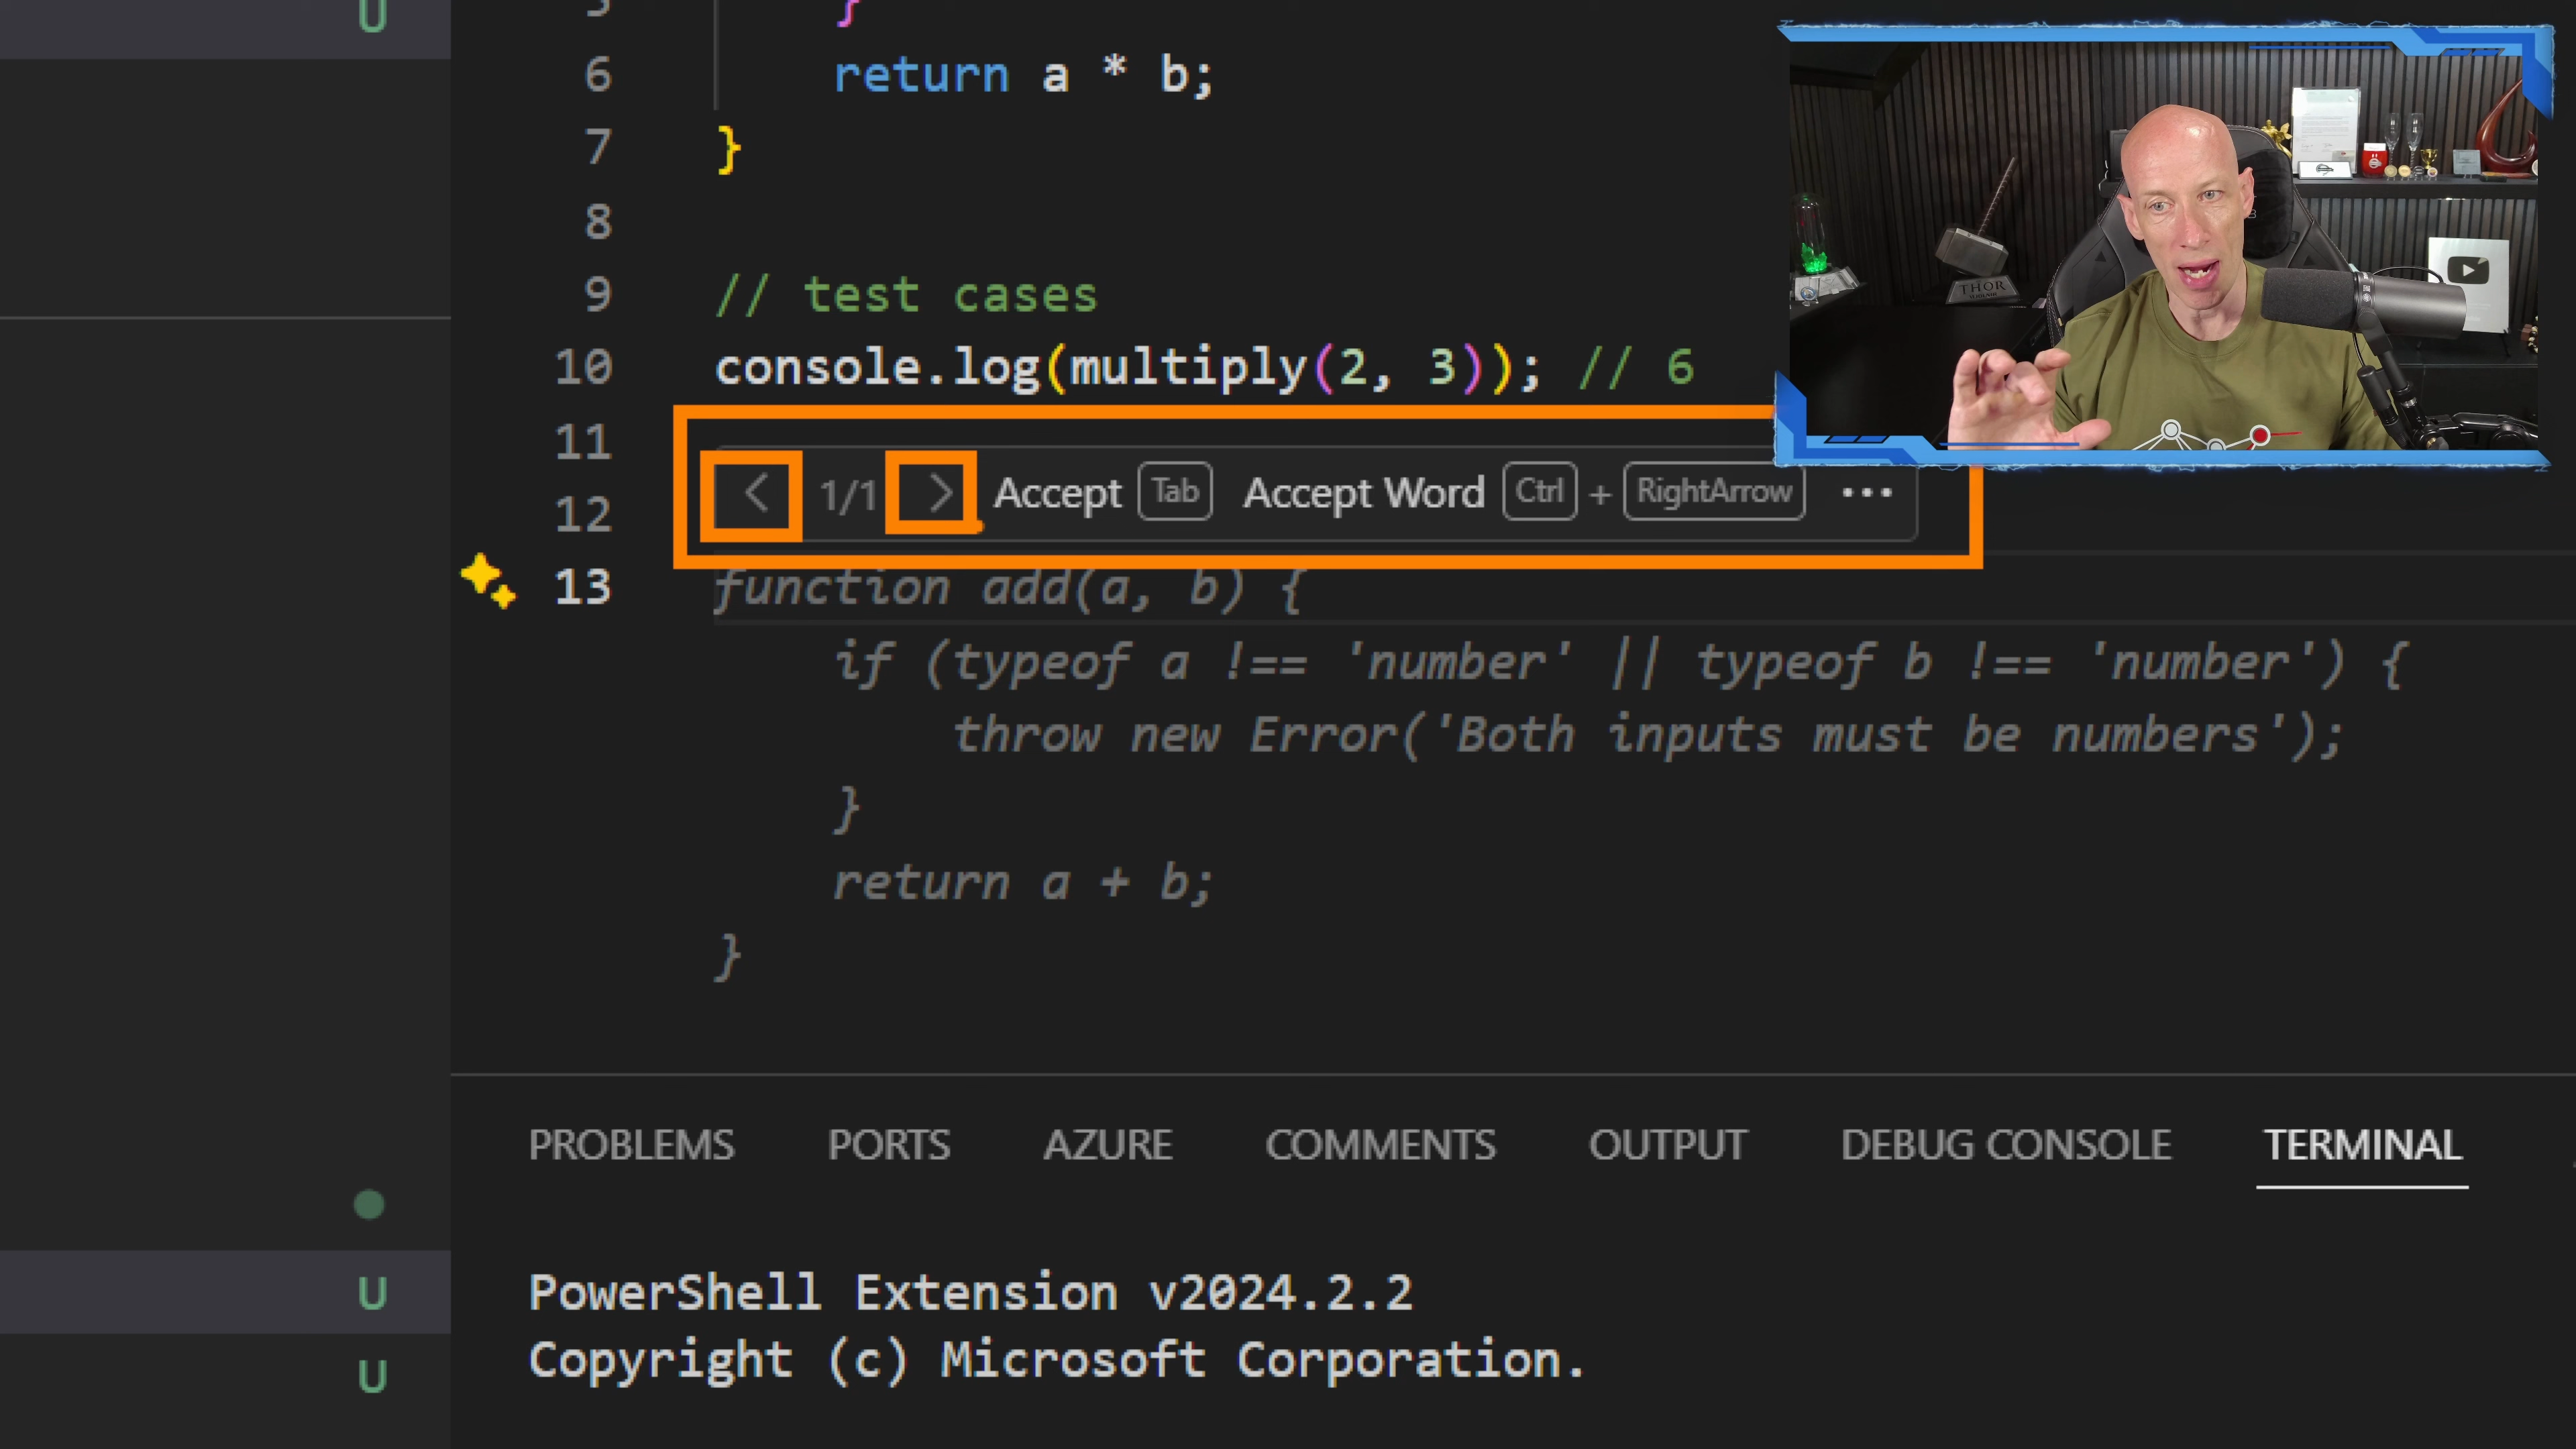 U
5 }
6 return a * b;
7 }
8
9 // test cases
10 console.log(multiply(2, 3)); // 6
11
< 1/1 > Accept Tab Accept Word Ctrl + RightArrow ...
12
13 function add(a, b) {
if (typeof a !== 'number' || typeof b !== 'number') {
throw new Error('Both inputs must be numbers');
}
return a + b;
}
THOR
PROBLEMS PORTS AZURE COMMENTS OUTPUT DEBUG CONSOLE TERMINAL
U
PowerShell Extension v2024.2.2
U
Copyright (c) Microsoft Corporation.